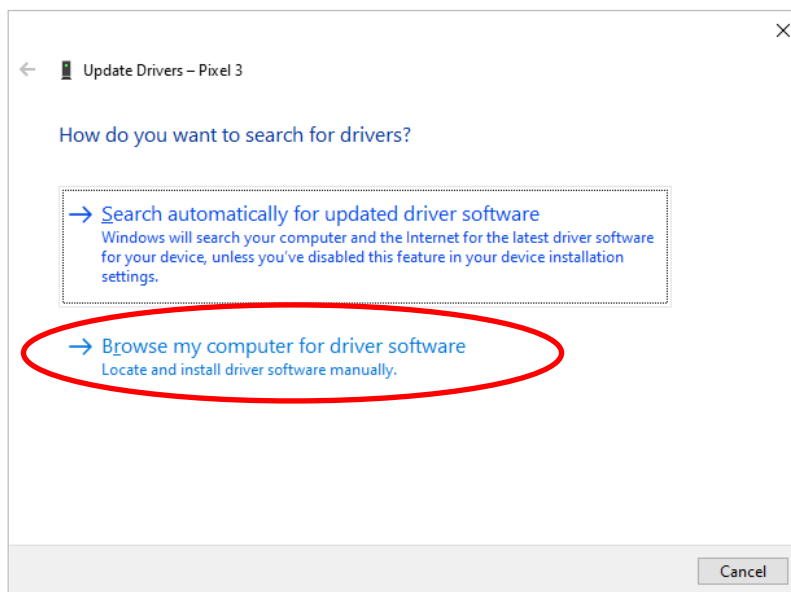 Update Drivers – Pixel 3
How do you want to search for drivers?
Search automatically for updated driver software
Windows will search your computer and the Internet for the latest driver software
for your device, unless you've disabled this feature in your device installation
settings.
Browse my computer for driver software
Locate and install driver software manually.
Cancel